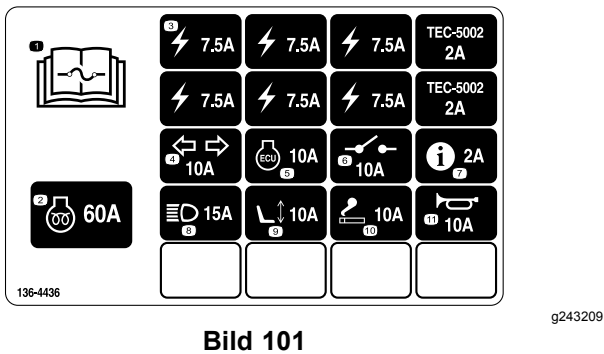 1
3 7.5A 7.5A 7.5A TEC-5002 2A
7.5A 7.5A 7.5A TEC-5002 2A
4 10A ECU 10A 5 6 10A i 2A 7
2 60A 15A 8 10A 9 10A 10 11 10A
136-4436
g243209
Bild 101